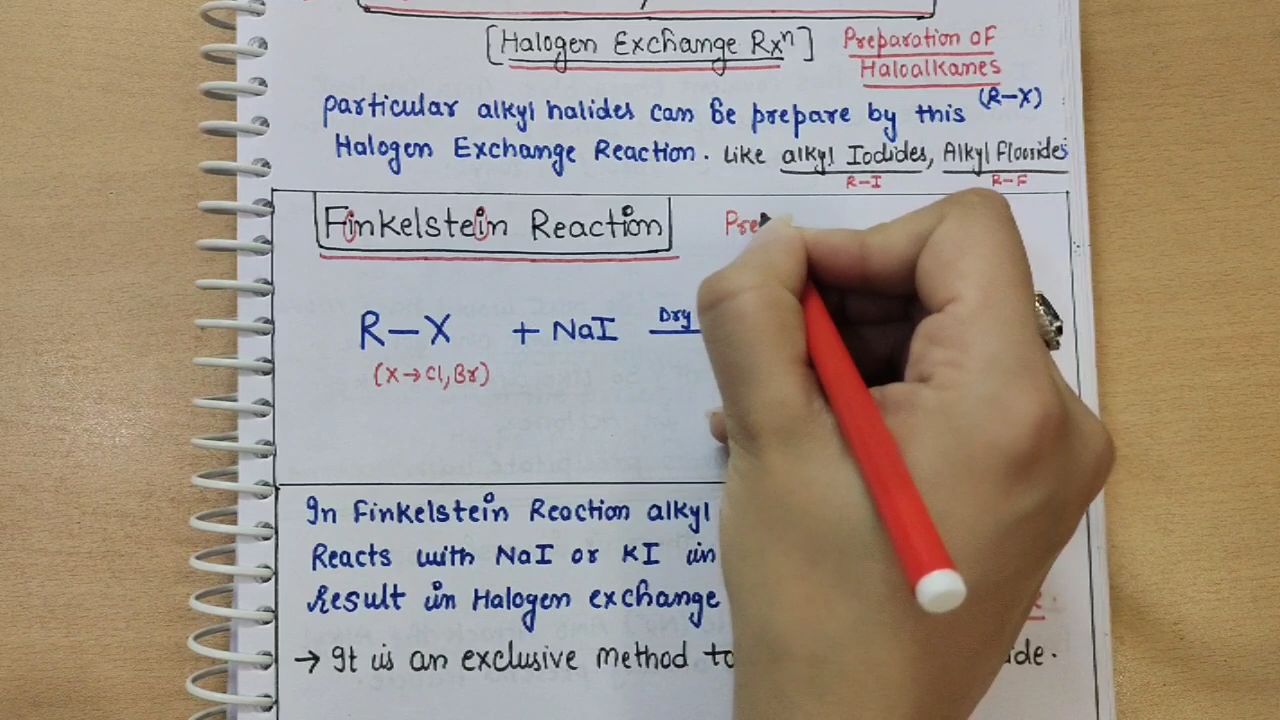 [Halogen Exchange Rxⁿ] Preparation of
Haloalkanes
(R-X)
particular alkyl halides can be prepare by this
Halogen Exchange Reaction. Like alkyl Iodides, Alkyl Flourides
R-I R-F
Finkelstein Reaction Prep
R-X + NaI Dry
(X→Cl,Br)
In Finkelstein Reaction alkyl
Reacts with NaI or KI in
result in Halogen exchange
→ It is an exclusive method to